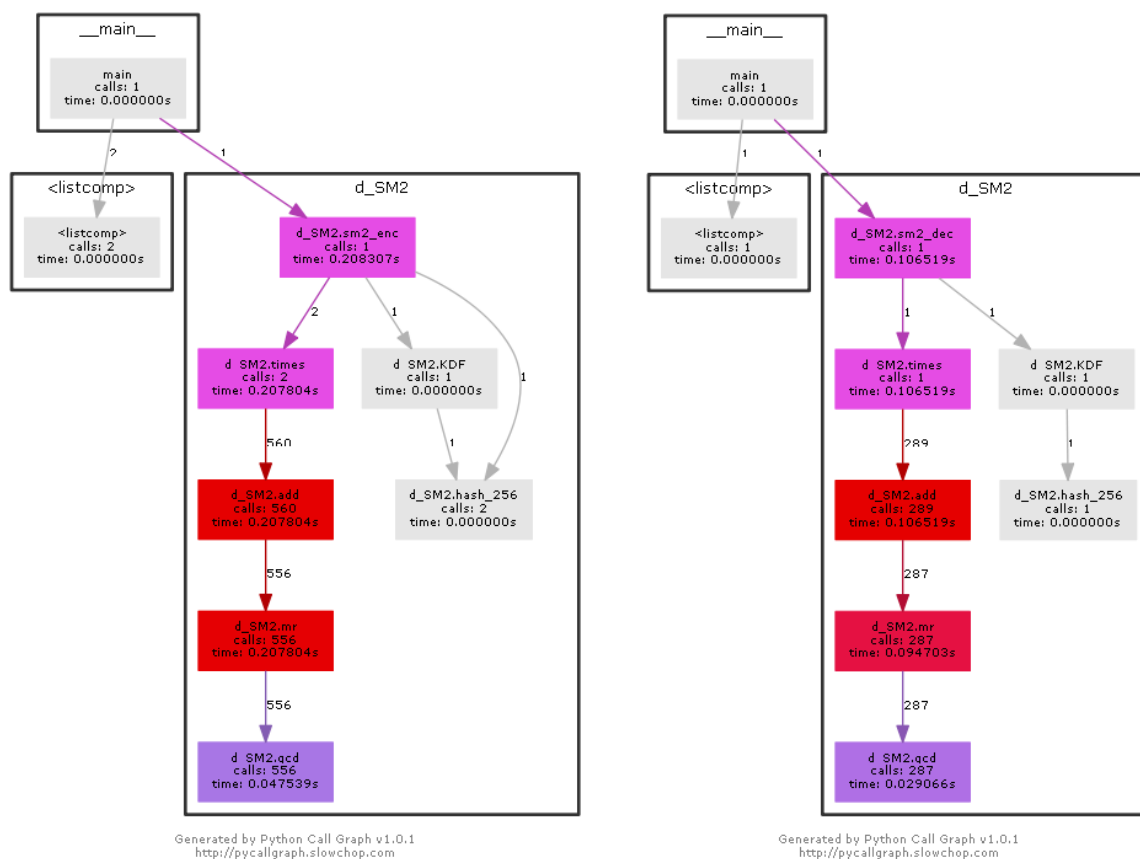 __main__
main
calls: 1
time: 0.000000s
2
1
<listcomp>
<listcomp>
calls: 2
time: 0.000000s
d_SM2
d_SM2.sm2_enc
calls: 1
time: 0.208307s
2
1
1
d_SM2.times
calls: 2
time: 0.207804s
d_SM2.KDF
calls: 1
time: 0.000000s
560
1
d_SM2.add
calls: 560
time: 0.207804s
d_SM2.hash_256
calls: 2
time: 0.000000s
556
d_SM2.mr
calls: 556
time: 0.207804s
556
d_SM2.gcd
calls: 556
time: 0.047539s
Generated by Python Call Graph v1.0.1
http://pycallgraph.slowchop.com
__main__
main
calls: 1
time: 0.000000s
1
1
<listcomp>
<listcomp>
calls: 1
time: 0.000000s
d_SM2
d_SM2.sm2_dec
calls: 1
time: 0.106519s
1
1
d_SM2.times
calls: 1
time: 0.106519s
d_SM2.KDF
calls: 1
time: 0.000000s
289
1
d_SM2.add
calls: 289
time: 0.106519s
d_SM2.hash_256
calls: 1
time: 0.000000s
287
d_SM2.mr
calls: 287
time: 0.094703s
287
d_SM2.gcd
calls: 287
time: 0.029066s
Generated by Python Call Graph v1.0.1
http://pycallgraph.slowchop.com